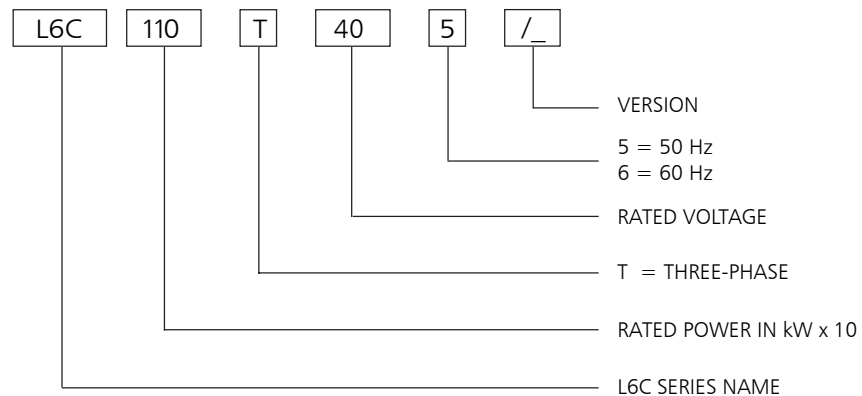 L6C 110 T 40 5 /_
VERSION
5 = 50 Hz
6 = 60 Hz
RATED VOLTAGE
T = THREE-PHASE
RATED POWER IN kW x 10
L6C SERIES NAME